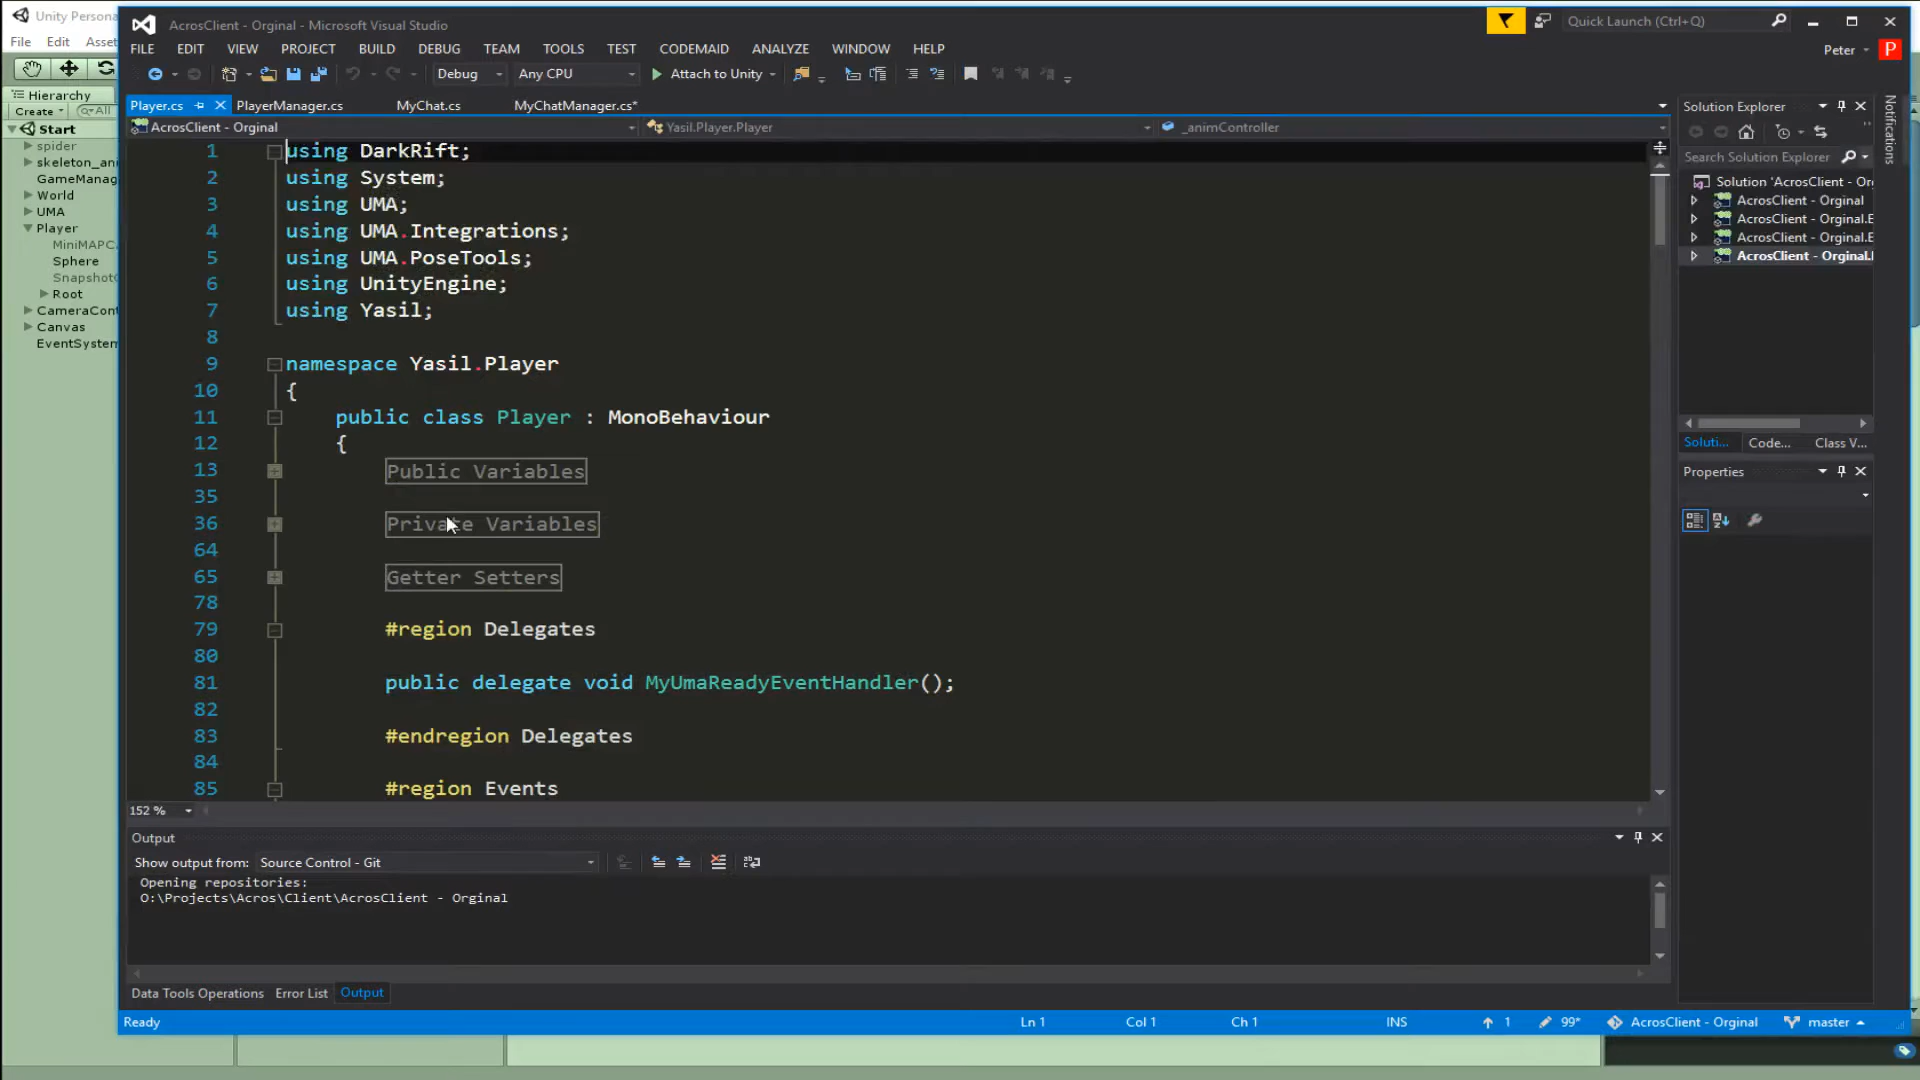 Unity Persona
File Edit Asset
Hierarchy
Create All
Start
spider
skeleton_ani
GameManag
World
UMA
Player
MiniMAPC
Sphere
Snapshot
Root
CameraCont
Canvas
EventSystem
AcrosClient - Orginal - Microsoft Visual Studio
Quick Launch (Ctrl+Q)
FILE EDIT VIEW PROJECT BUILD DEBUG TEAM TOOLS TEST CODEMAID ANALYZE WINDOW HELP
Peter P
Debug Any CPU Attach to Unity
Player.cs PlayerManager.cs MyChat.cs MyChatManager.cs*
AcrosClient - Orginal Yasil.Player.Player _animController
1 using DarkRift;
2 using System;
3 using UMA;
4 using UMA.Integrations;
5 using UMA.PoseTools;
6 using UnityEngine;
7 using Yasil;
8
9 namespace Yasil.Player
10 {
11 public class Player : MonoBehaviour
12 {
13 Public Variables
35
36 Private Variables
64
65 Getter Setters
78
79 #region Delegates
80
81 public delegate void MyUmaReadyEventHandler();
82
83 #endregion Delegates
84
85 #region Events
152 %
Output
Show output from: Source Control - Git
Opening repositories:
O:\Projects\Acros\Client\AcrosClient - Orginal
Data Tools Operations Error List Output
Ready Ln 1 Col 1 Ch 1 INS 1 99* AcrosClient - Orginal master
Solution Explorer
Search Solution Explorer
Solution 'AcrosClient - Or
AcrosClient - Orginal
AcrosClient - Orginal.E
AcrosClient - Orginal.E
AcrosClient - Orginal.
Soluti... Code... Class V...
Properties
Notifications